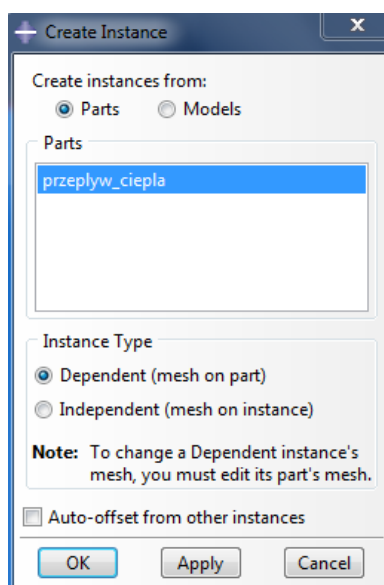 Create Instance
x
Create instances from:
Parts Models
Parts
przeplyw_ciepla
Instance Type
Dependent (mesh on part)
Independent (mesh on instance)
Note: To change a Dependent instance's
mesh, you must edit its part's mesh.
Auto-offset from other instances
OK Apply Cancel